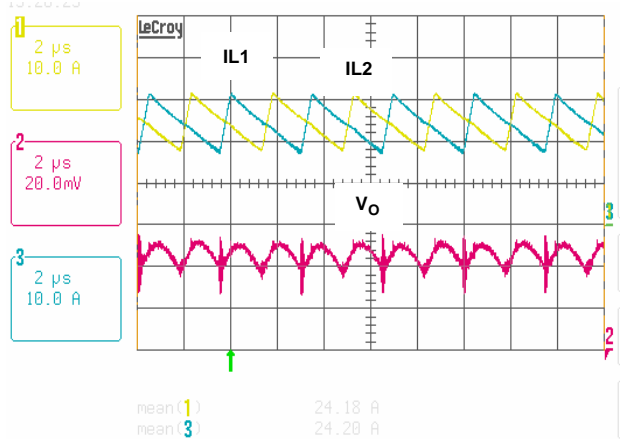 1
2 µs
10.0 A
2
2 µs
20.0mV
3
2 µs
10.0 A
LeCroy
IL1
IL2
VO
3
2
mean(1) 24.18 A
mean(3) 24.20 A